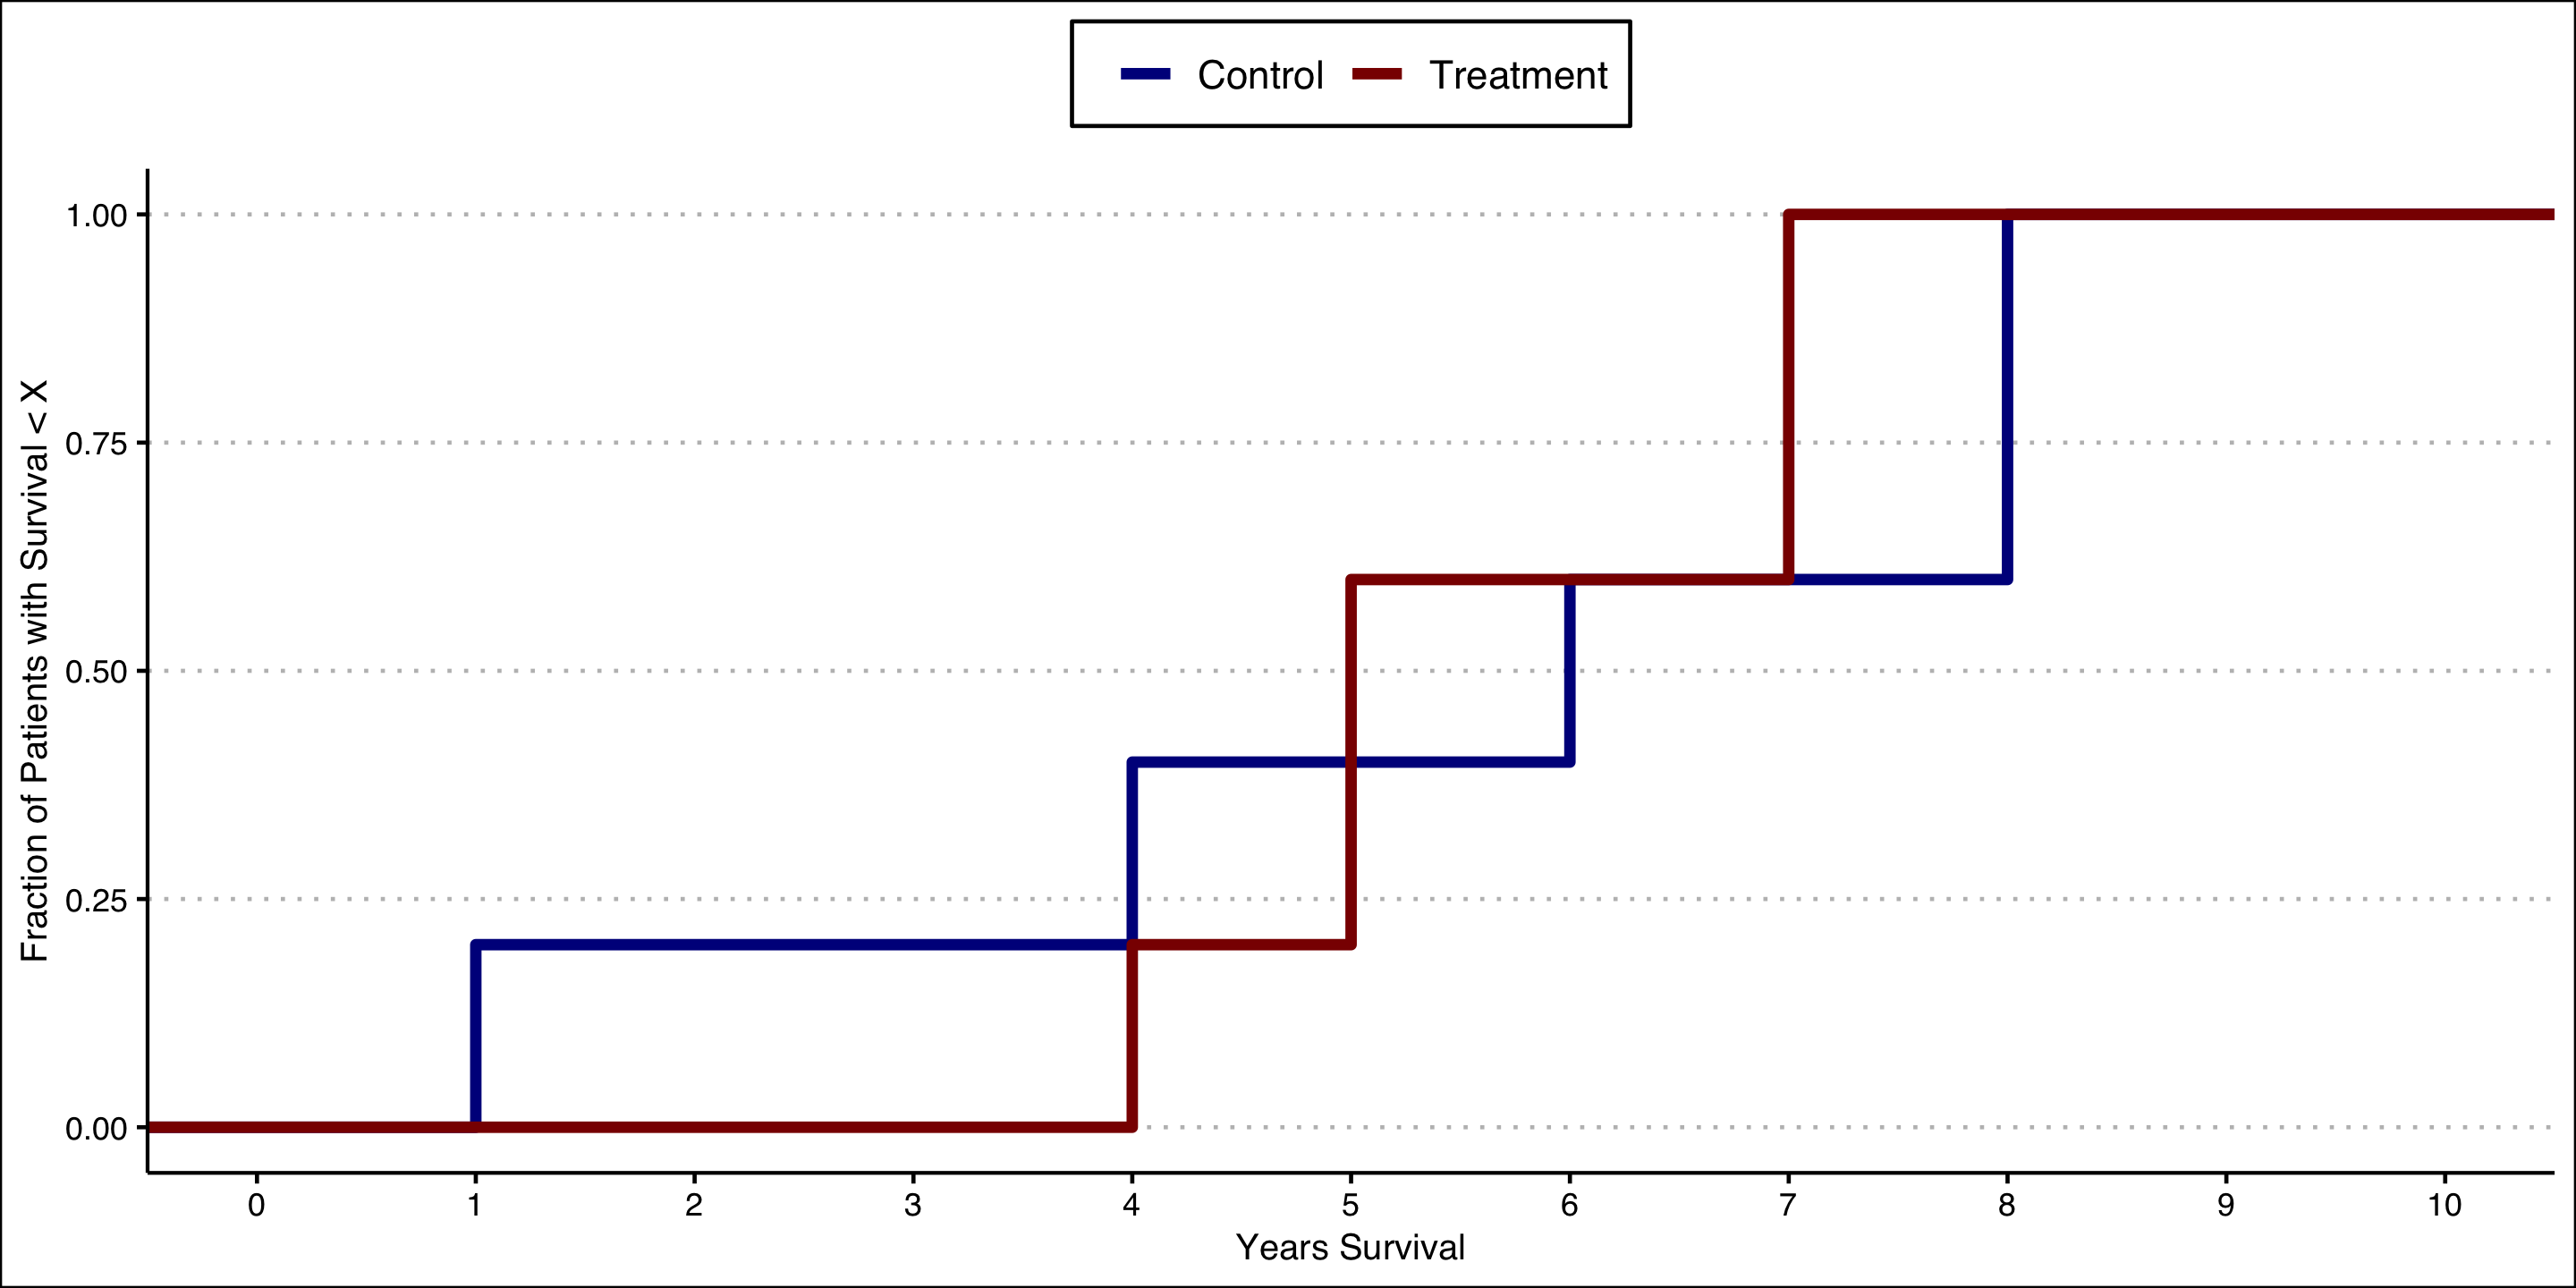 Control Treatment
Fraction of Patients with Survival < X
1.00
0.75
0.50
0.25
0.00
0 1 2 3 4 5 6 7 8 9 10
Years Survival